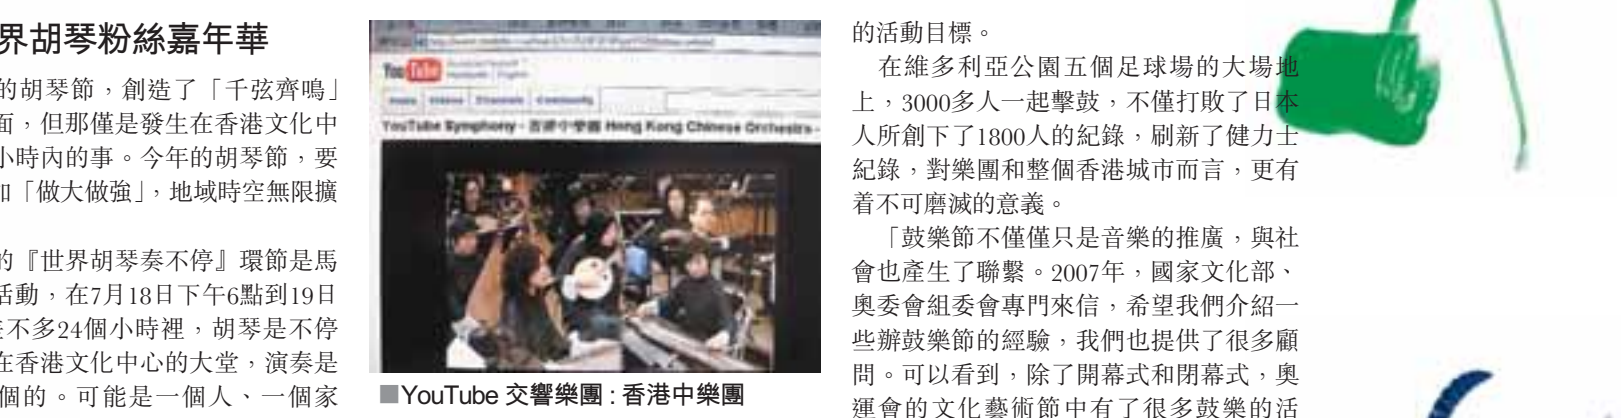 界胡琴粉絲嘉年華
的胡琴節，創造了「千弦齊鳴」
面，但那僅是發生在香港文化中
小時內的事。今年的胡琴節，要
加「做大做強」，地域時空無限擴
的『世界胡琴奏不停』環節是馬
活動，在7月18日下午6點到19日
差不多24個小時裡，胡琴是不停
在香港文化中心的大堂，演奏是
個的。可能是一個人、一個家
YouTube
Home Videos Channels Community
YouTube Symphony - 香港中樂團 Hong Kong Chinese Orchestra -
■YouTube 交響樂團 : 香港中樂團
的活動目標。
在維多利亞公園五個足球場的大場地
上，3000多人一起擊鼓，不僅打敗了日本
人所創下了1800人的紀錄，刷新了健力士
紀錄，對樂團和整個香港城市而言，更有
着不可磨滅的意義。
「鼓樂節不僅僅只是音樂的推廣，與社
會也產生了聯繫。2007年，國家文化部、
奧委會組委會專門來信，希望我們介紹一
些辦鼓樂節的經驗，我們也提供了很多顧
問。可以看到，除了開幕式和閉幕式，奧
運會的文化藝術節中有了很多鼓樂的活